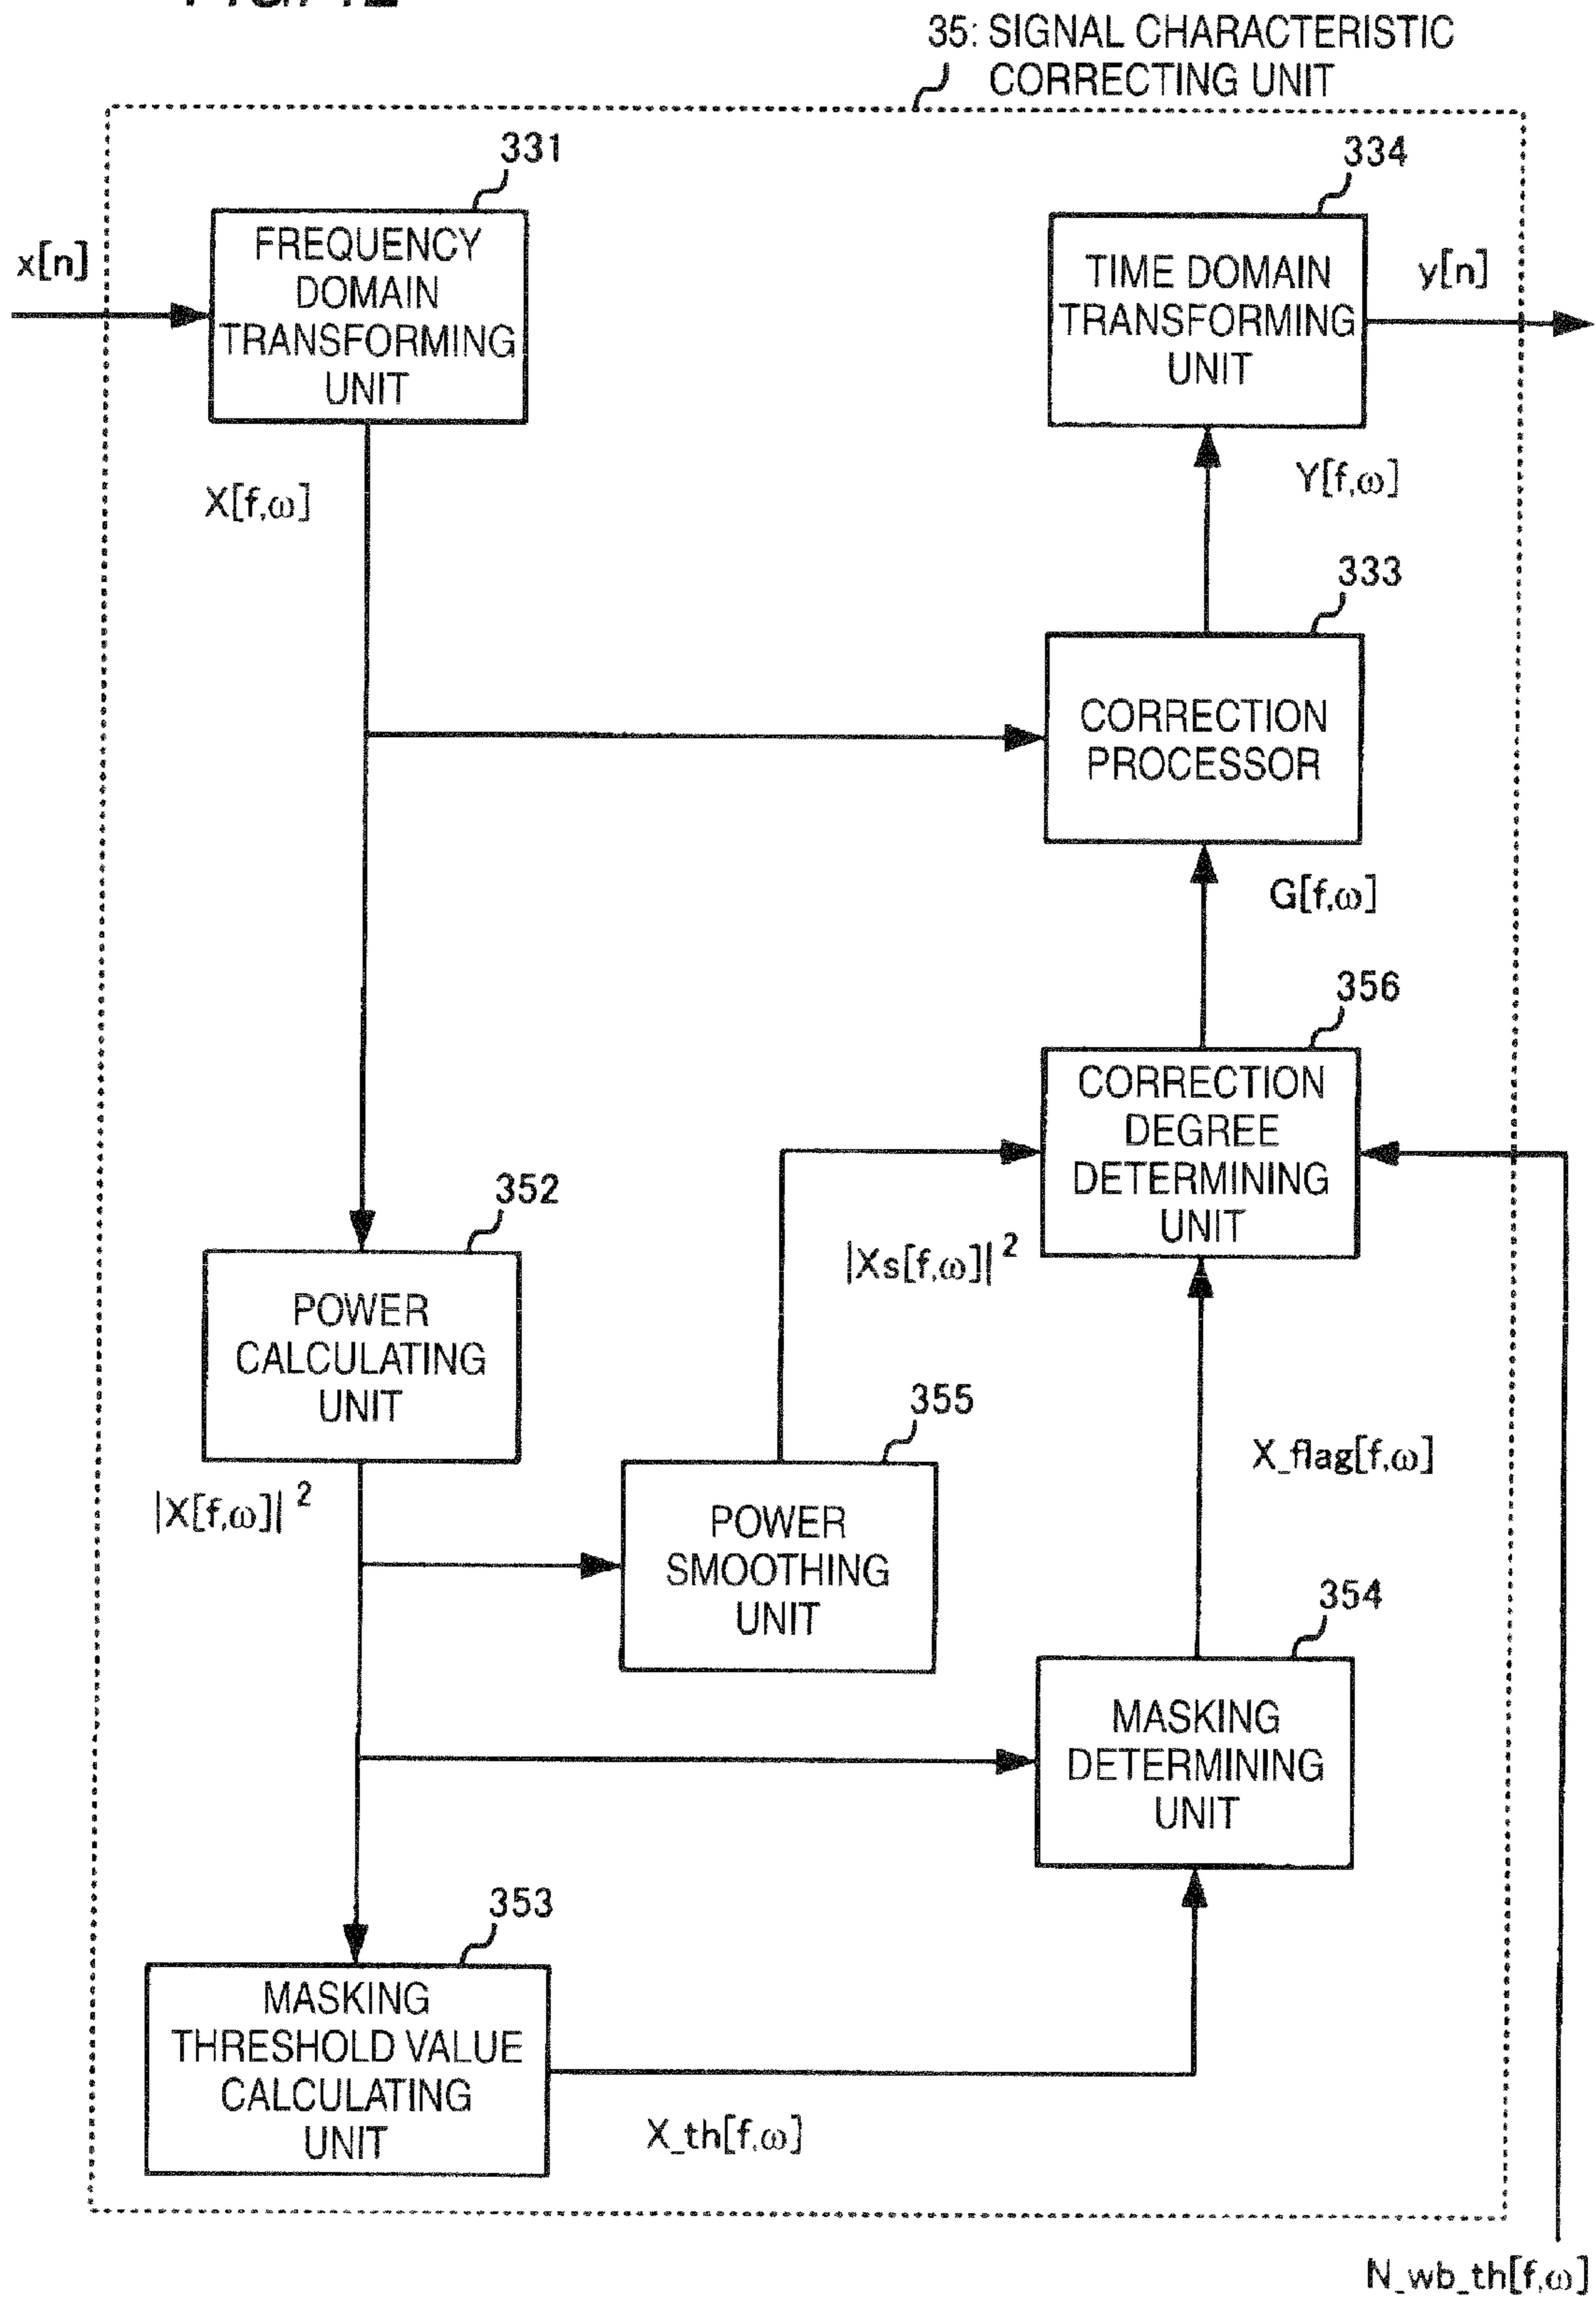 35: SIGNAL CHARACTERISTIC
CORRECTING UNIT
331
334
x[n]
FREQUENCY
DOMAIN
TRANSFORMING
UNIT
TIME DOMAIN
TRANSFORMING
UNIT
y[n]
X[f,ω]
Y[f,ω]
333
CORRECTION
PROCESSOR
G[f,ω]
356
CORRECTION
DEGREE
DETERMINING
UNIT
352
|Xs[f,ω]|²
POWER
CALCULATING
UNIT
355
X_flag[f,ω]
|X[f,ω]|²
POWER
SMOOTHING
UNIT
354
MASKING
DETERMINING
UNIT
353
MASKING
THRESHOLD VALUE
CALCULATING
UNIT
X_th[f,ω]
N_wb_th[f,ω]